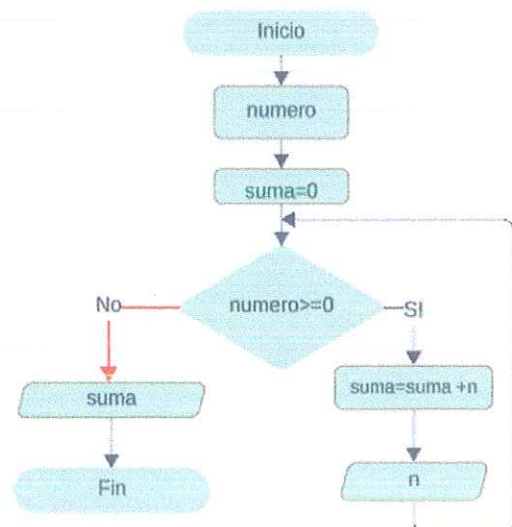 Inicio
numero
suma=0
numero>=0
No
SI
suma
suma=suma +n
Fin
n